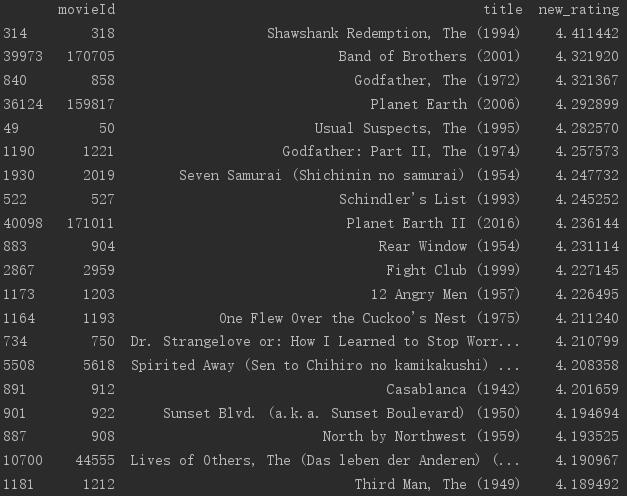 movieId title new_rating
314 318 Shawshank Redemption, The (1994) 4.411442
39973 170705 Band of Brothers (2001) 4.321920
840 858 Godfather, The (1972) 4.321367
36124 159817 Planet Earth (2006) 4.292899
49 50 Usual Suspects, The (1995) 4.282570
1190 1221 Godfather: Part II, The (1974) 4.257573
1930 2019 Seven Samurai (Shichinin no samurai) (1954) 4.247732
522 527 Schindler's List (1993) 4.245252
40098 171011 Planet Earth II (2016) 4.236144
883 904 Rear Window (1954) 4.231114
2867 2959 Fight Club (1999) 4.227145
1173 1203 12 Angry Men (1957) 4.226495
1164 1193 One Flew Over the Cuckoo's Nest (1975) 4.211240
734 750 Dr. Strangelove or: How I Learned to Stop Worr... 4.210799
5508 5618 Spirited Away (Sen to Chihiro no kamikakushi) ... 4.208358
891 912 Casablanca (1942) 4.201659
901 922 Sunset Blvd. (a.k.a. Sunset Boulevard) (1950) 4.194694
887 908 North by Northwest (1959) 4.193525
10700 44555 Lives of Others, The (Das leben der Anderen) (... 4.190967
1181 1212 Third Man, The (1949) 4.189492